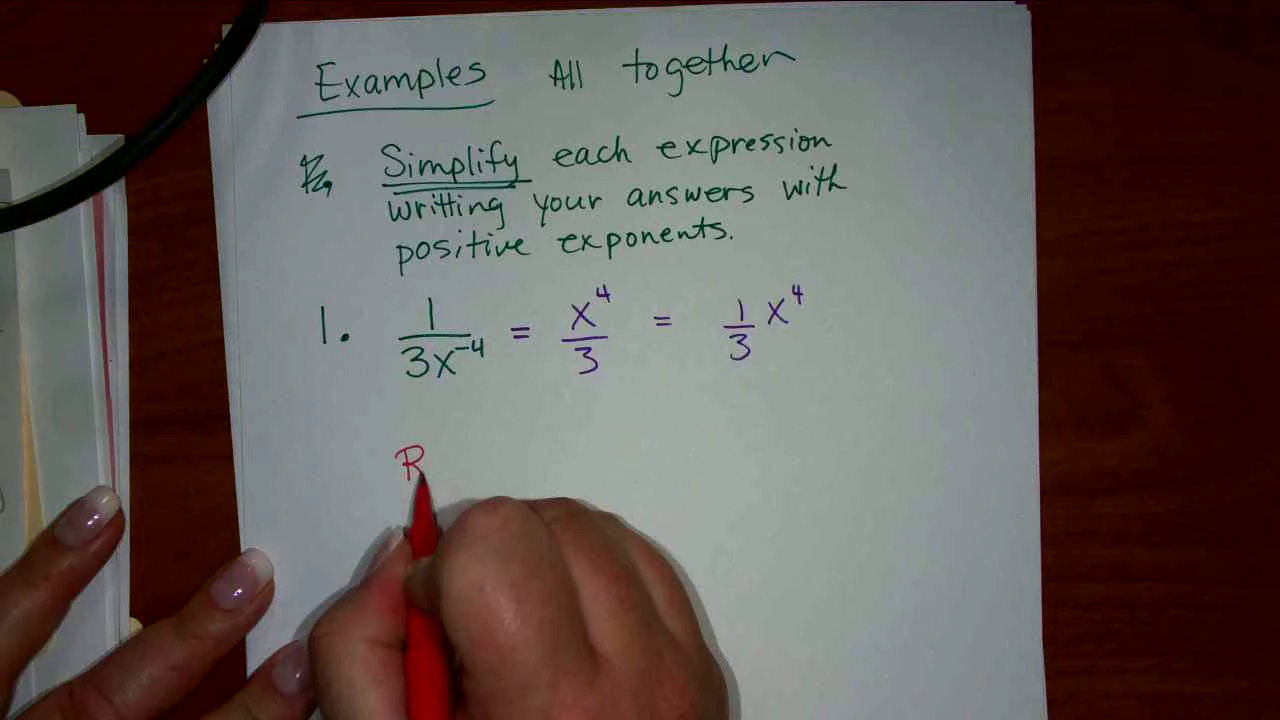 Examples All together
Simplify each expression
writting your answers with
positive exponents.
1. 1/(3x^-4) = x^4/3 = 1/3 x^4
R